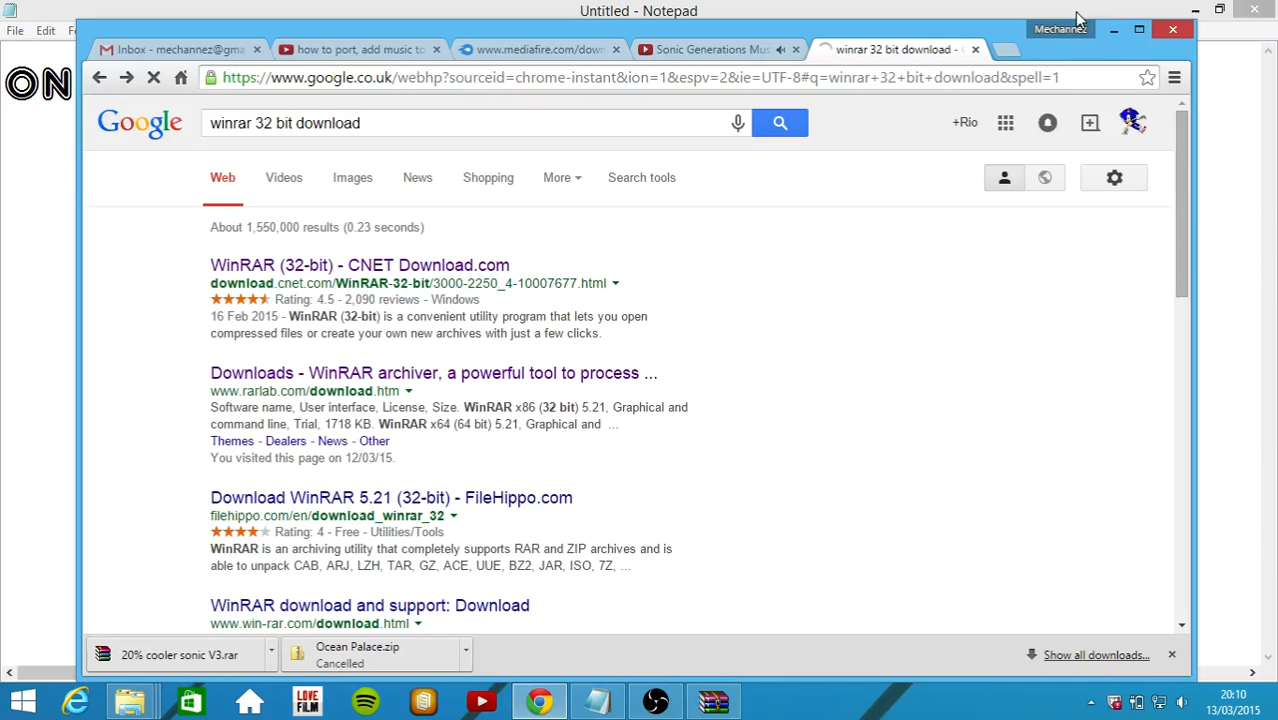 Untitled - Notepad
File Edit
Mechannez
Inbox - mechannez@gma
how to port, add music to
www.mediafire.com/down
Sonic Generations Mus
winrar 32 bit download -
https://www.google.co.uk/webhp?sourceid=chrome-instant&ion=1&espv=2&ie=UTF-8#q=winrar+32+bit+download&spell=1
ON
Google winrar 32 bit download +Rio
Web Videos Images News Shopping More Search tools
About 1,550,000 results (0.23 seconds)
WinRAR (32-bit) - CNET Download.com
download.cnet.com/WinRAR-32-bit/3000-2250_4-10007677.html
Rating: 4.5 - 2,090 reviews - Windows
16 Feb 2015 - WinRAR (32-bit) is a convenient utility program that lets you open
compressed files or create your own new archives with just a few clicks.
Downloads - WinRAR archiver, a powerful tool to process ...
www.rarlab.com/download.htm
Software name, User interface, License, Size. WinRAR x86 (32 bit) 5.21, Graphical and
command line, Trial, 1718 KB. WinRAR x64 (64 bit) 5.21, Graphical and ...
Themes - Dealers - News - Other
You visited this page on 12/03/15.
Download WinRAR 5.21 (32-bit) - FileHippo.com
filehippo.com/en/download_winrar_32
Rating: 4 - Free - Utilities/Tools
WinRAR is an archiving utility that completely supports RAR and ZIP archives and is
able to unpack CAB, ARJ, LZH, TAR, GZ, ACE, UUE, BZ2, JAR, ISO, 7Z, ...
WinRAR download and support: Download
www.win-rar.com/download.html
20% cooler sonic V3.rar
Ocean Palace.zip
Cancelled
Show all downloads...
LOVE
FILM
20:10
13/03/2015